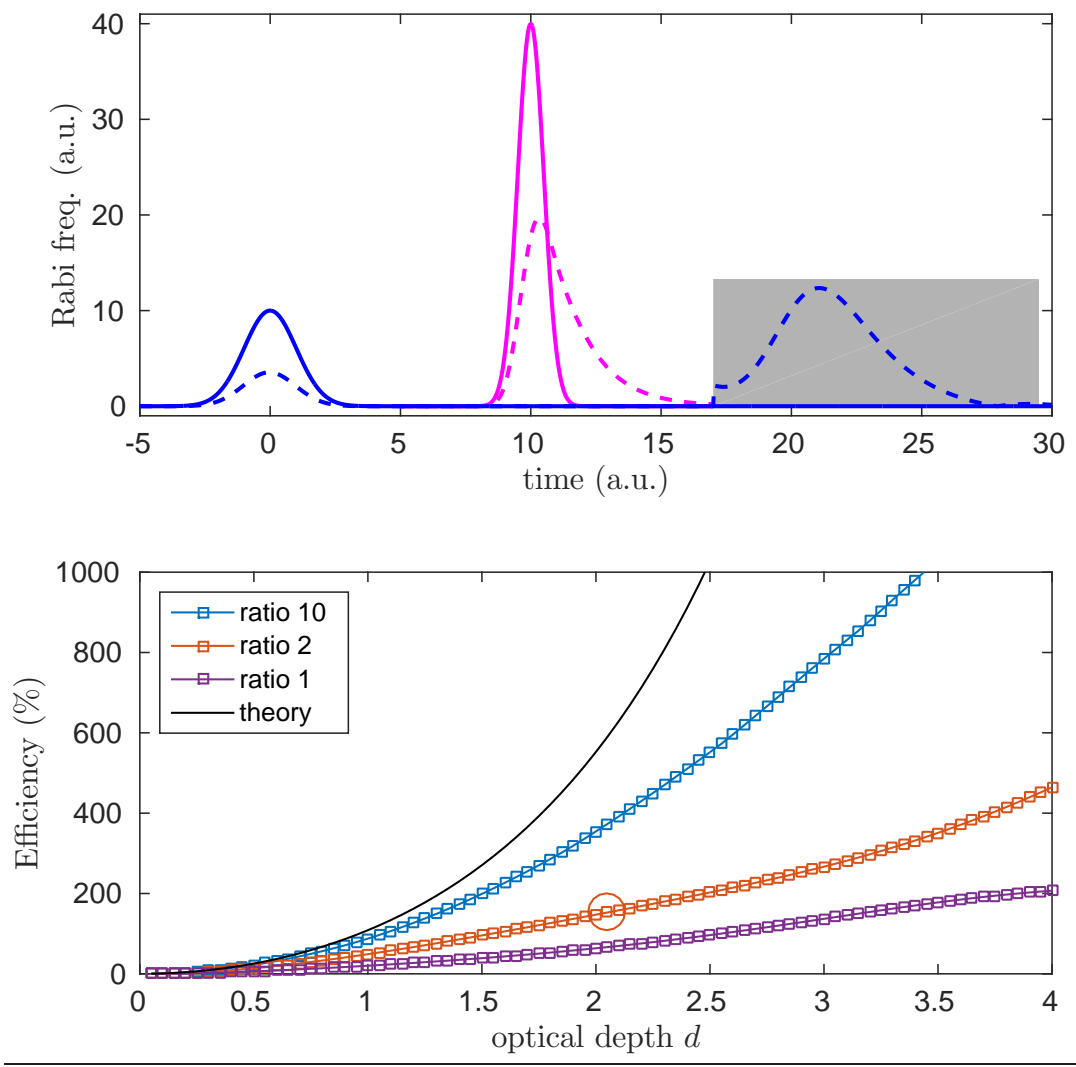 40
30
20
10
0
Rabi freq. (a.u.)
-5 0 5 10 15 20 25 30
time (a.u.)
1000
800
600
400
200
0
Efficiency (%)
ratio 10
ratio 2
ratio 1
theory
0 0.5 1 1.5 2 2.5 3 3.5 4
optical depth d